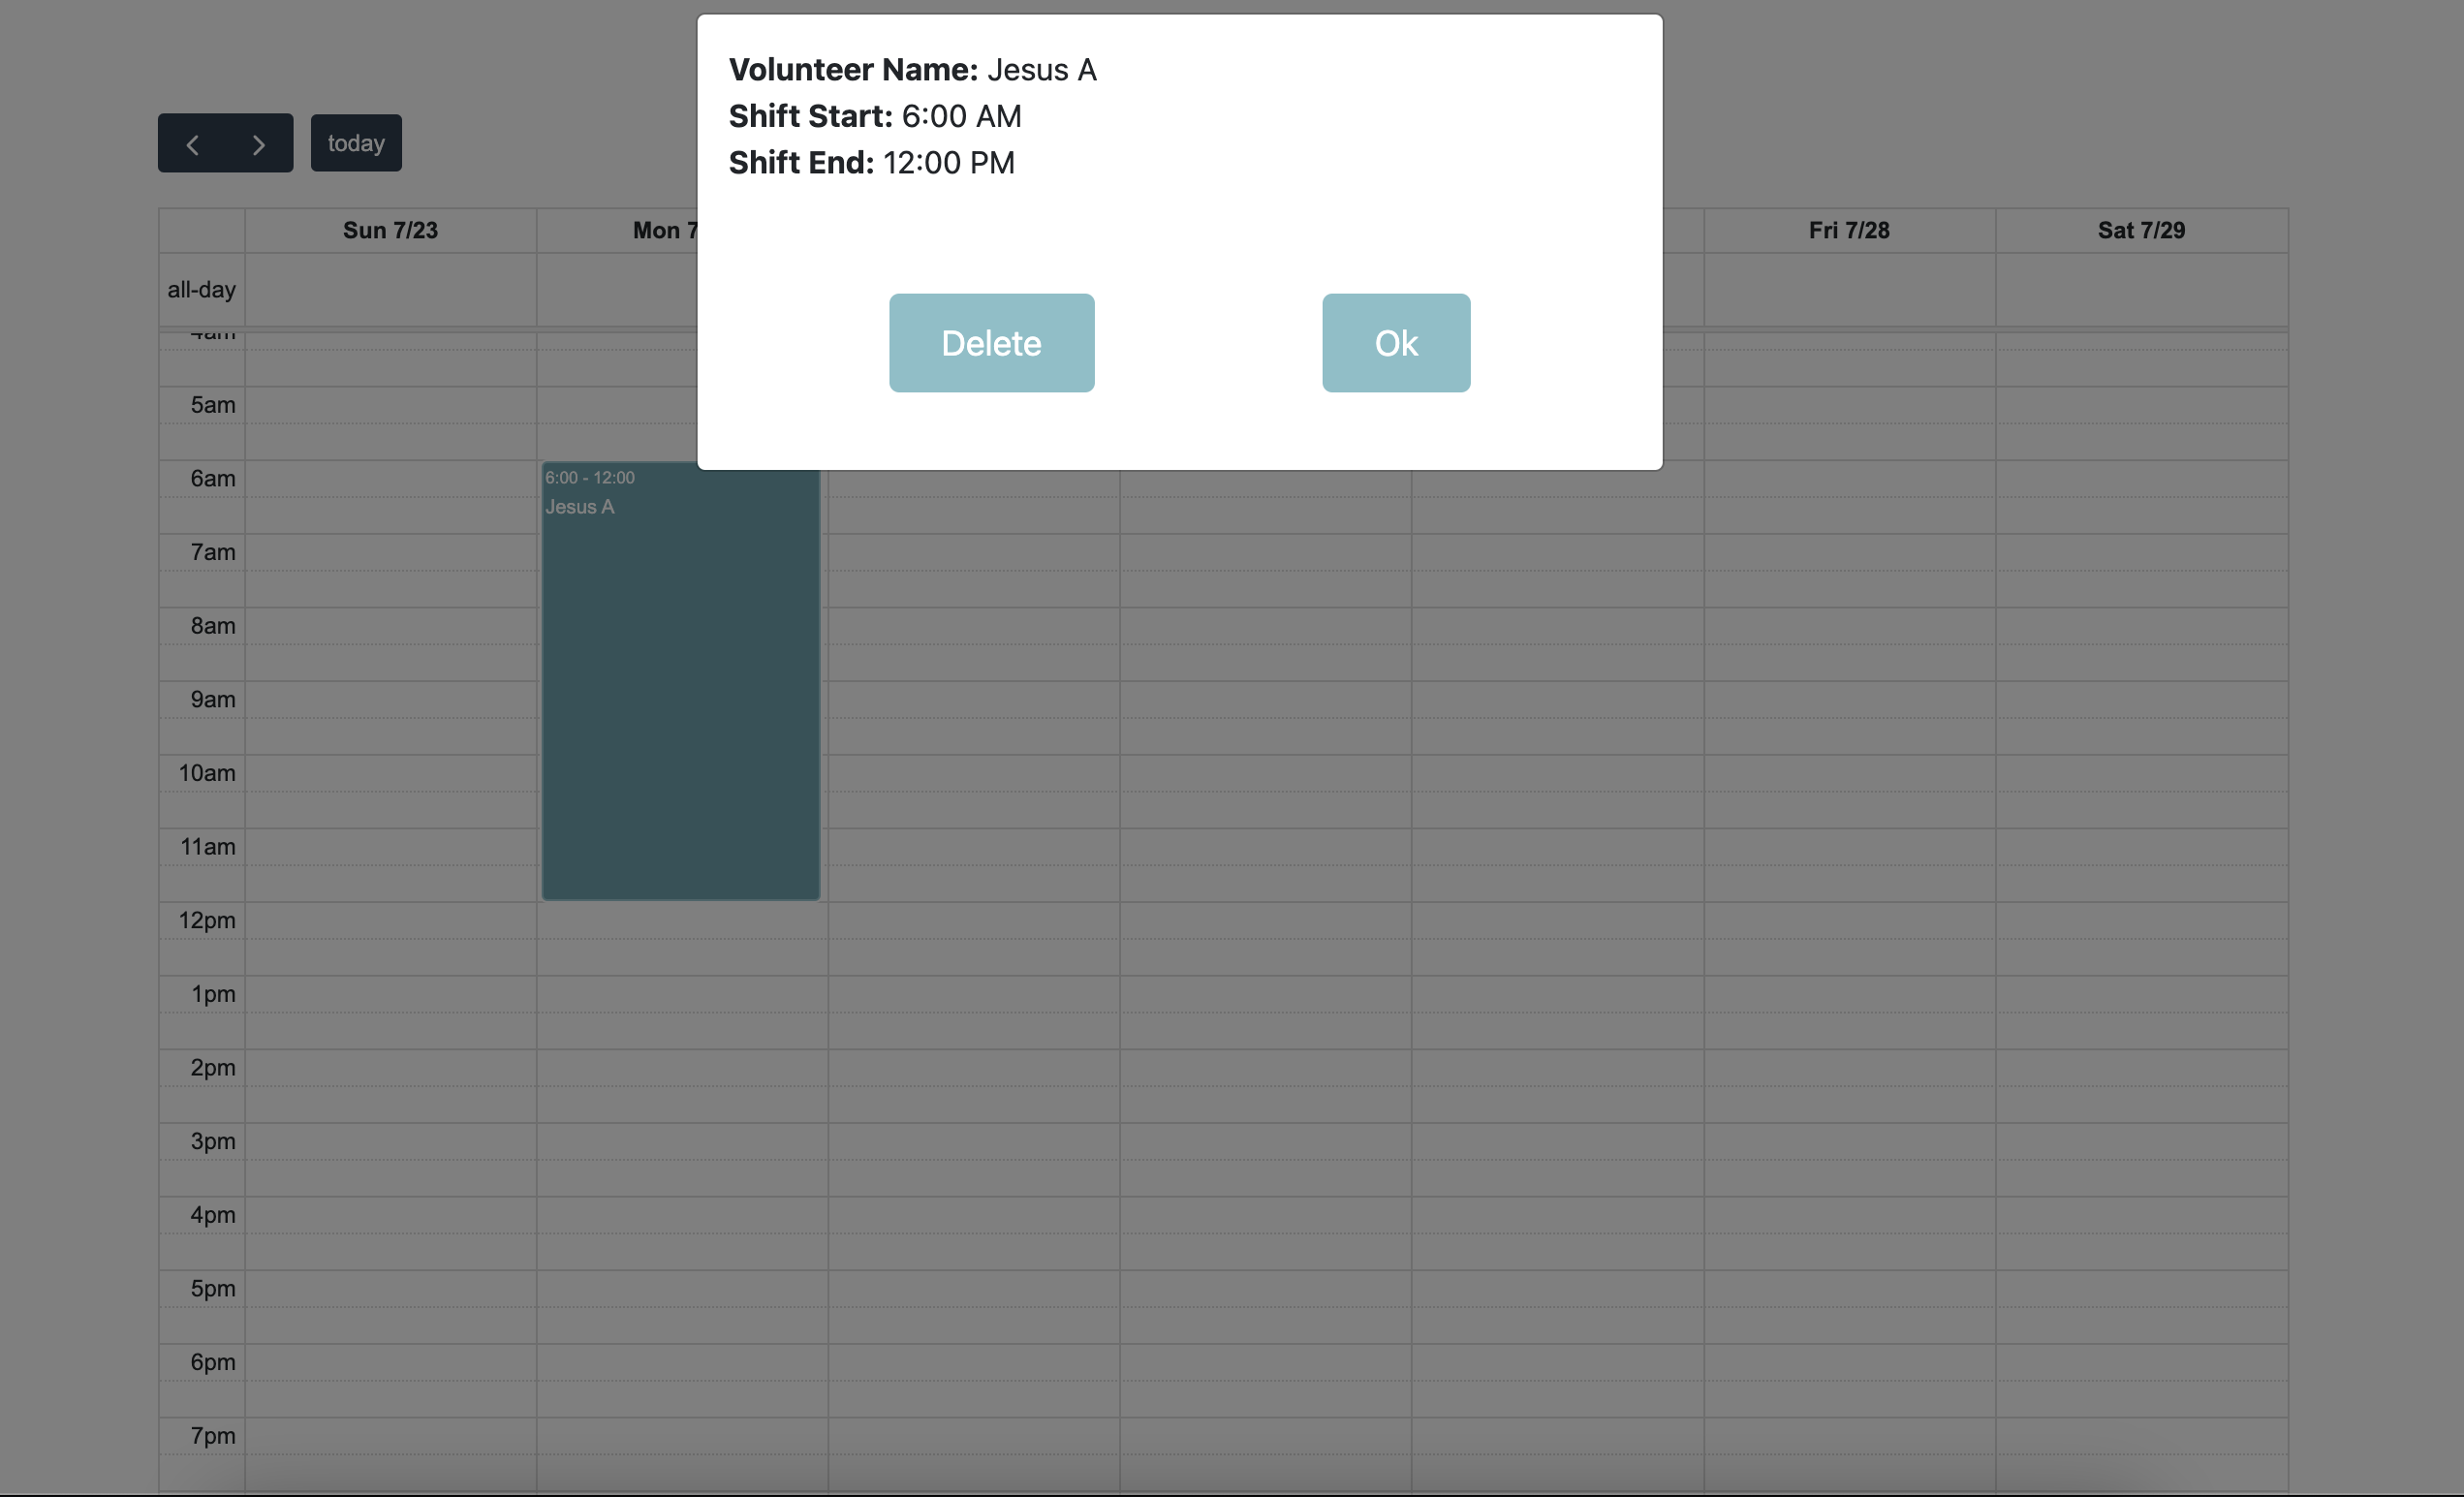 Volunteer Name: Jesus A
Shift Start: 6:00 AM
Shift End: 12:00 PM
Delete
Ok
today
Sun 7/23
Mon 7
Fri 7/28
Sat 7/29
all-day
4am
5am
6am
6:00 - 12:00
Jesus A
7am
8am
9am
10am
11am
12pm
1pm
2pm
3pm
4pm
5pm
6pm
7pm